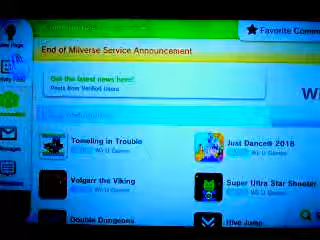 Favorite Comm
End of Miiverse Service Announcement
Get the latest news here!
Posts from Verified Users
Tomeling in Trouble
Wii U Games
Just Dance® 2018
Wii U Games
Volgarr the Viking
Wii U Games
Super Ultra Star Shooter
Wii U Games
Double Dungeons
Hive Jump